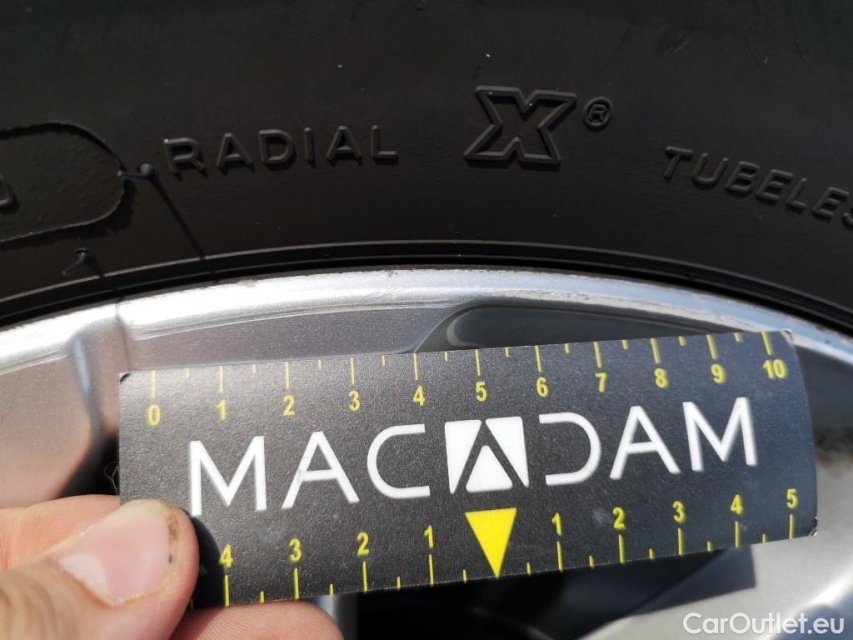 RADIAL X® TUBELES
0 1 2 3 4 5 6 7 8 9 10
MACADAM
4 3 2 1 1 2 3 4 5
CarOutlet.eu